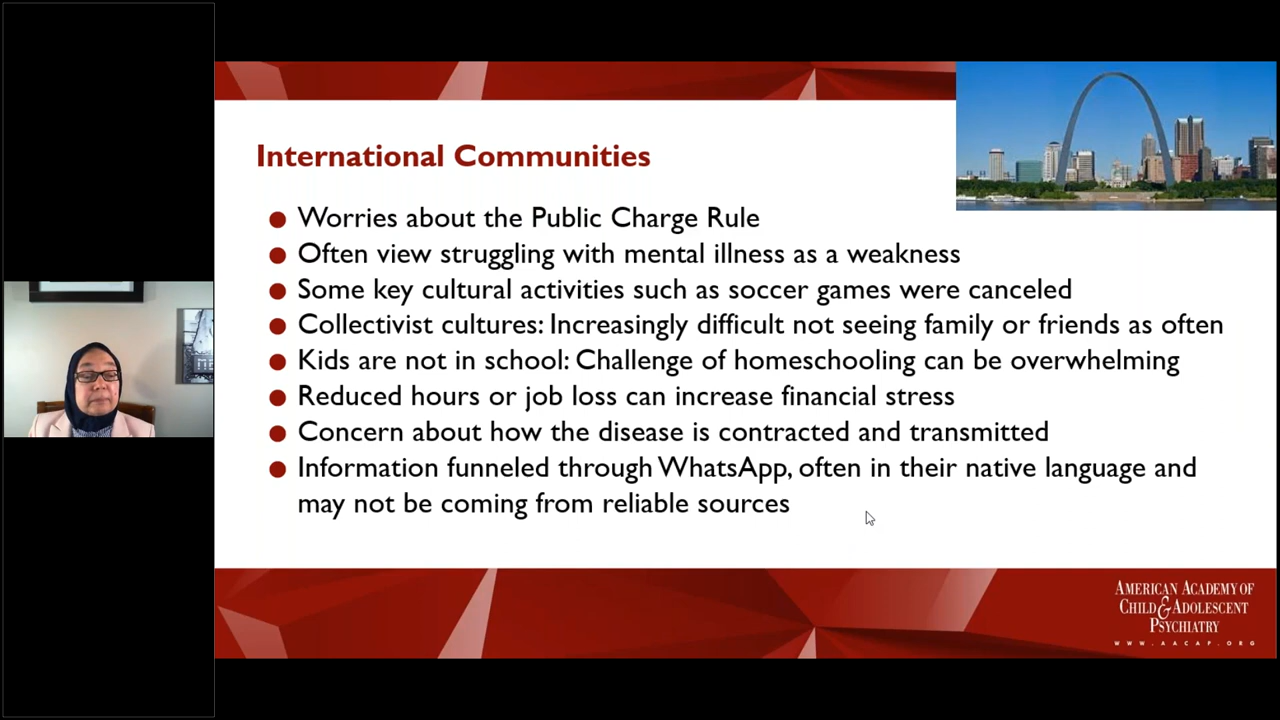 International Communities
● Worries about the Public Charge Rule
● Often view struggling with mental illness as a weakness
● Some key cultural activities such as soccer games were canceled
● Collectivist cultures: Increasingly difficult not seeing family or friends as often
● Kids are not in school: Challenge of homeschooling can be overwhelming
● Reduced hours or job loss can increase financial stress
● Concern about how the disease is contracted and transmitted
● Information funneled through WhatsApp, often in their native language and
may not be coming from reliable sources
AMERICAN ACADEMY OF
CHILD & ADOLESCENT
PSYCHIATRY
WWW.AACAP.ORG